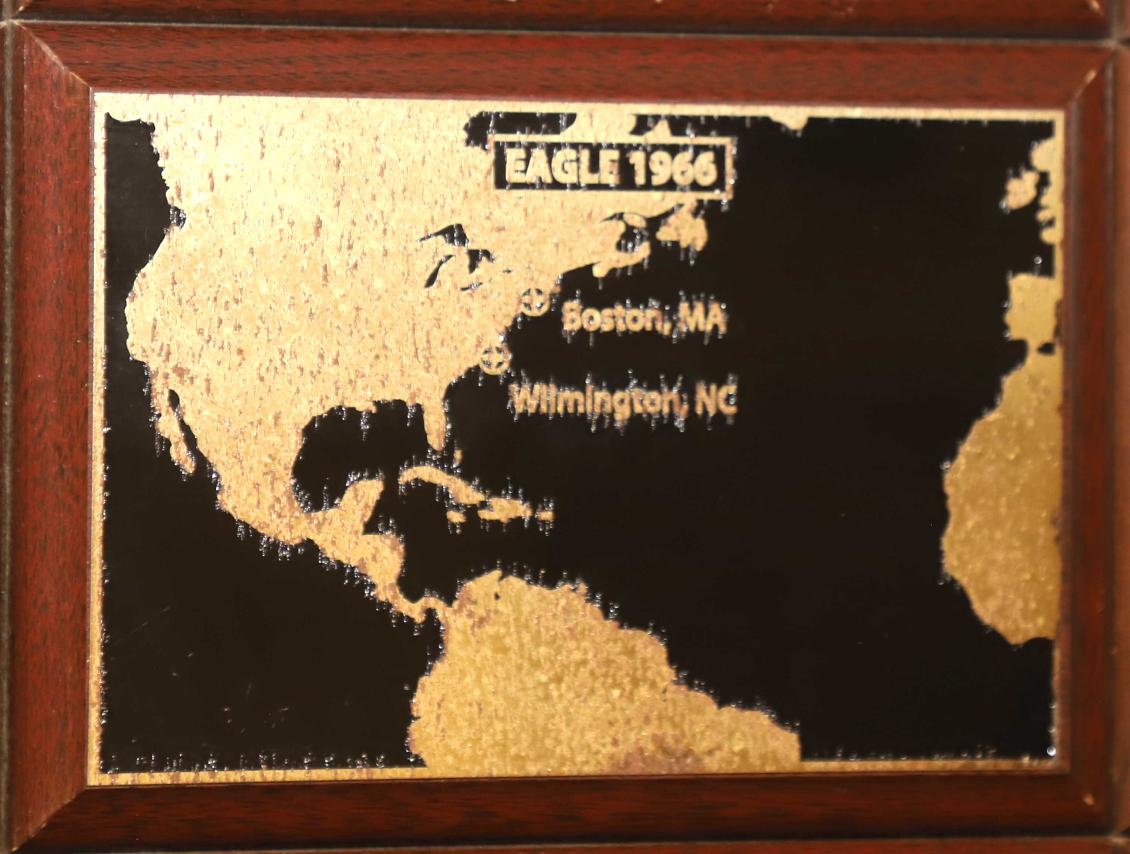 EAGLE 1966
Boston, MA
Wilmington, NC